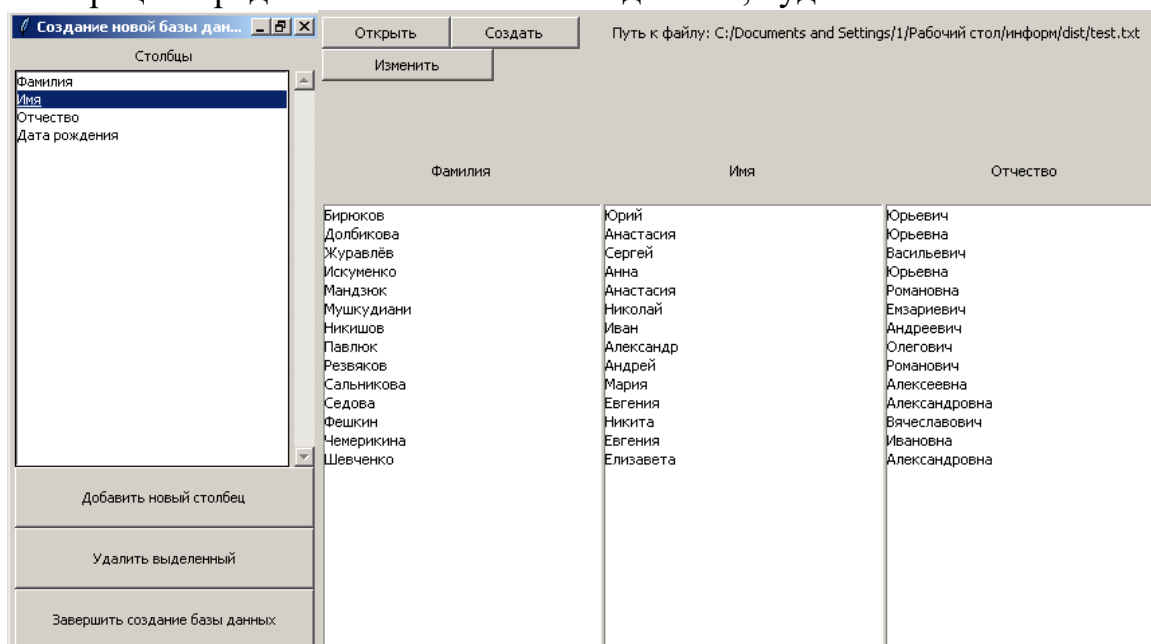 Создание новой базы дан...
Столбцы
Фамилия
Имя
Отчество
Дата рождения
Добавить новый столбец
Удалить выделенный
Завершить создание базы данных
Открыть Создать Путь к файлу: C:/Documents and Settings/1/Рабочий стол/информ/dist/test.txt
Изменить
Фамилия Имя Отчество
Бирюков Юрий Юрьевич
Долбикова Анастасия Юрьевна
Журавлёв Сергей Васильевич
Искуменко Анна Юрьевна
Мандзюк Анастасия Романовна
Мушкудиани Николай Емзариевич
Никишов Иван Андреевич
Павлюк Александр Олегович
Резвяков Андрей Романович
Сальникова Мария Алексеевна
Седова Евгения Александровна
Фешкин Никита Вячеславович
Чемерикина Евгения Ивановна
Шевченко Елизавета Александровна